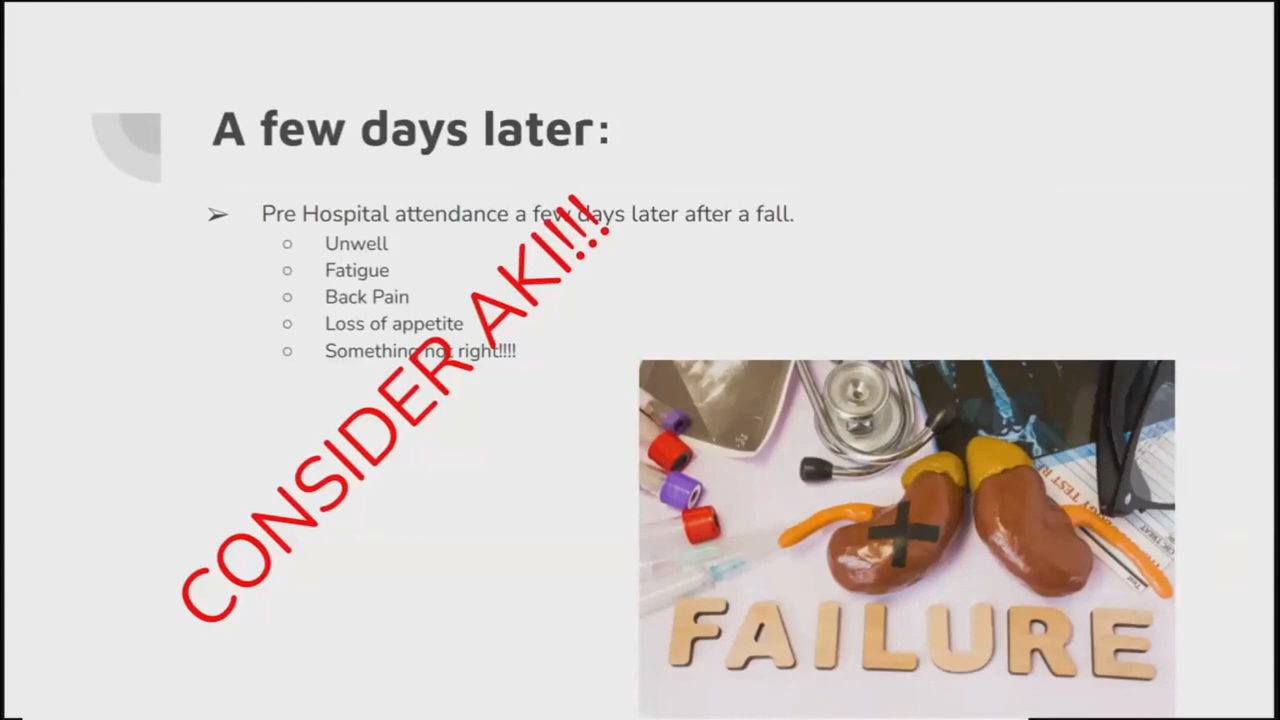 A few days later:
➢ Pre Hospital attendance a few days later after a fall.
○ Unwell
○ Fatigue
○ Back Pain
○ Loss of appetite
○ Something not right!!!!
CONSIDER AKI!!!!
FAILURE